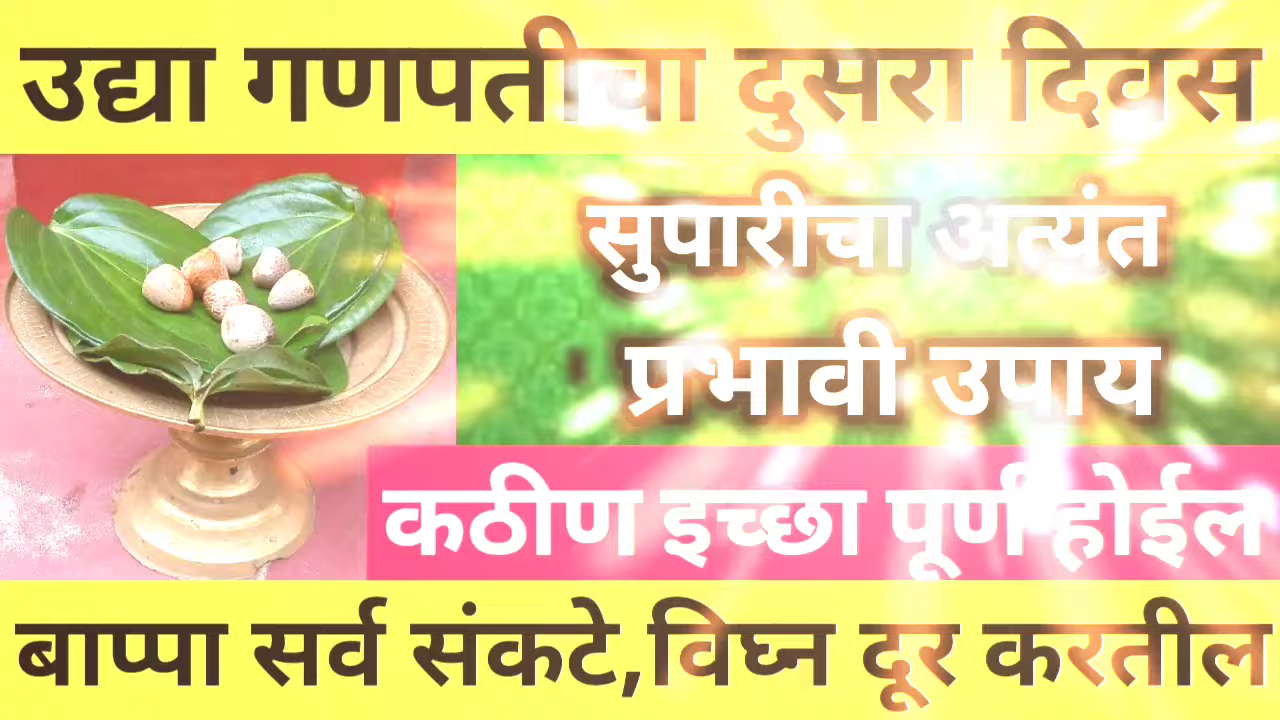 उद्या गणपतीचा दुसरा दिवस
सुपारीचा अत्यंत
प्रभावी उपाय
कठीण इच्छा पूर्ण होईल
बाप्पा सर्व संकटे,विघ्न दूर करतील